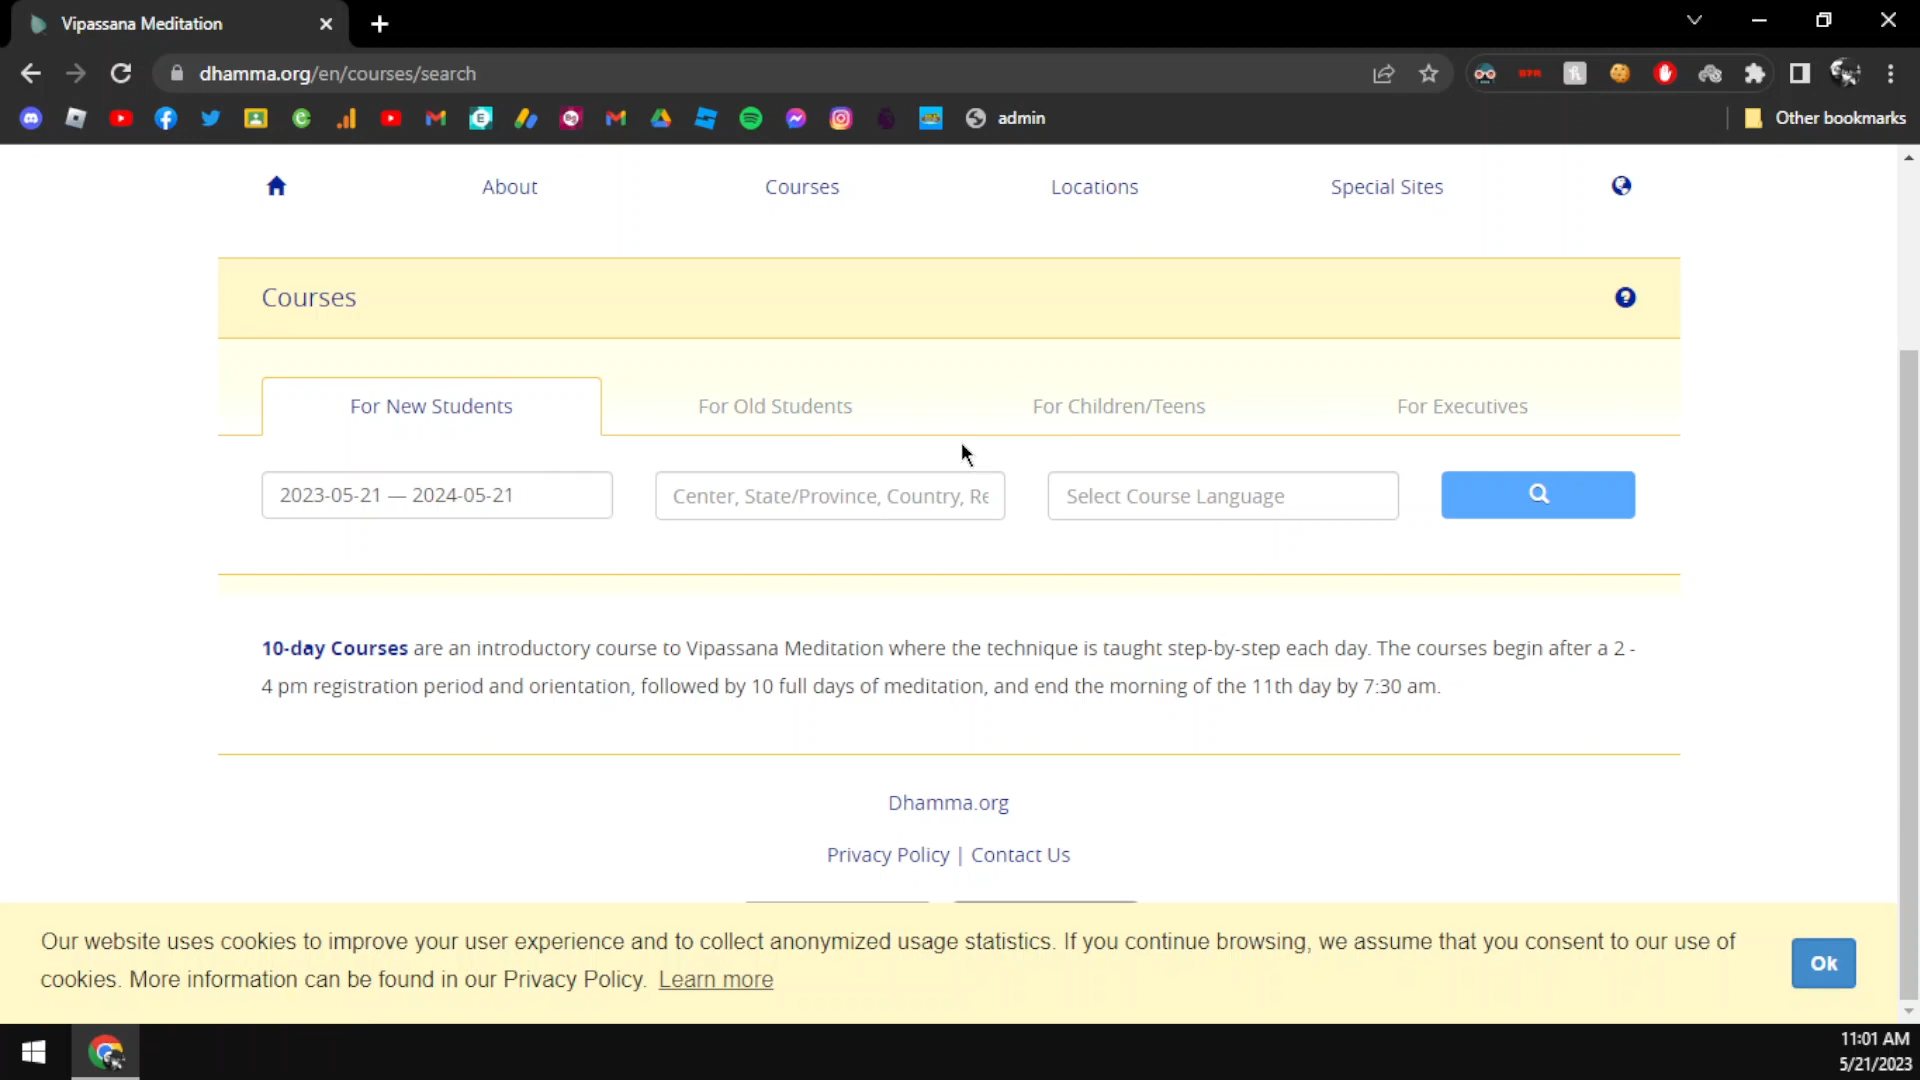 Vipassana Meditation
dhamma.org/en/courses/search
admin
Other bookmarks
About
Courses
Locations
Special Sites
Courses
For New Students
For Old Students
For Children/Teens
For Executives
2023-05-21 — 2024-05-21
Center, State/Province, Country, Re
Select Course Language
10-day Courses are an introductory course to Vipassana Meditation where the technique is taught step-by-step each day. The courses begin after a 2 -
4 pm registration period and orientation, followed by 10 full days of meditation, and end the morning of the 11th day by 7:30 am.
Dhamma.org
Privacy Policy | Contact Us
Our website uses cookies to improve your user experience and to collect anonymized usage statistics. If you continue browsing, we assume that you consent to our use of
cookies. More information can be found in our Privacy Policy. Learn more
Ok
11:01 AM
5/21/2023